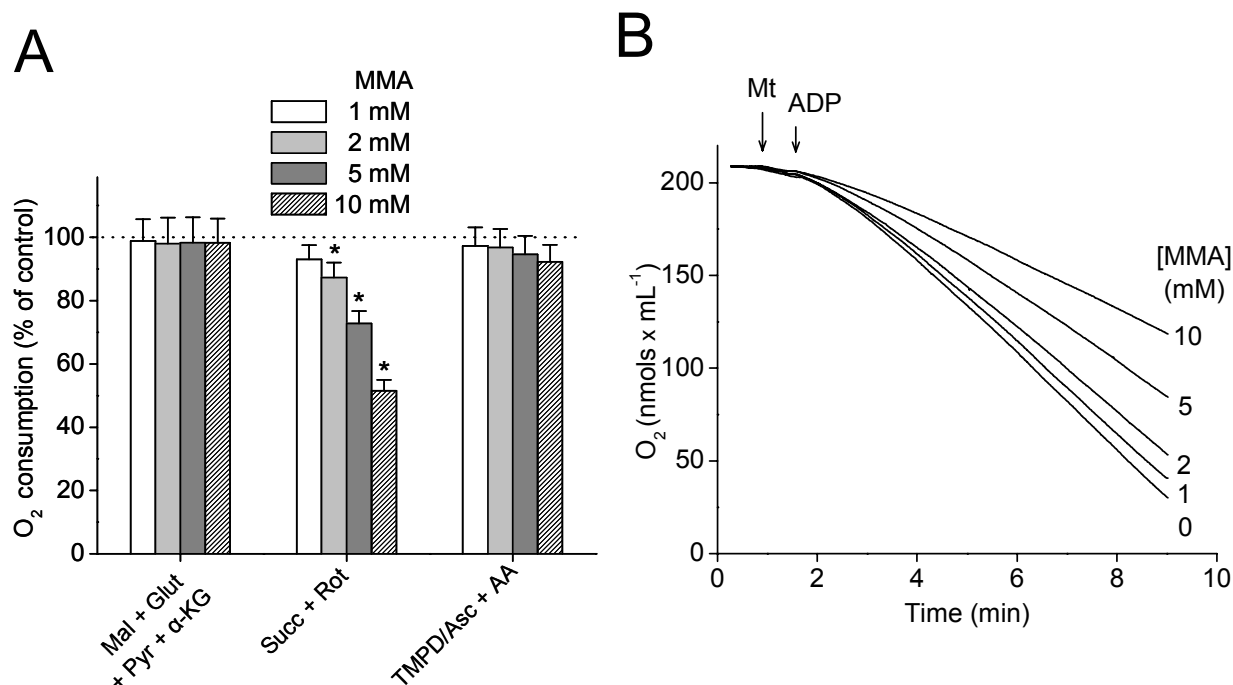 A
MMA
1 mM
2 mM
5 mM
10 mM
O₂ consumption (% of control)
100
80
60
40
20
0
*
*
*
Mal + Glut
+ Pyr + α-KG
Succ + Rot
TMPD/Asc + AA
B
Mt
ADP
O₂ (nmols x mL⁻¹)
200
150
100
50
0
[MMA]
(mM)
10
5
2
1
0
0 2 4 6 8 10
Time (min)